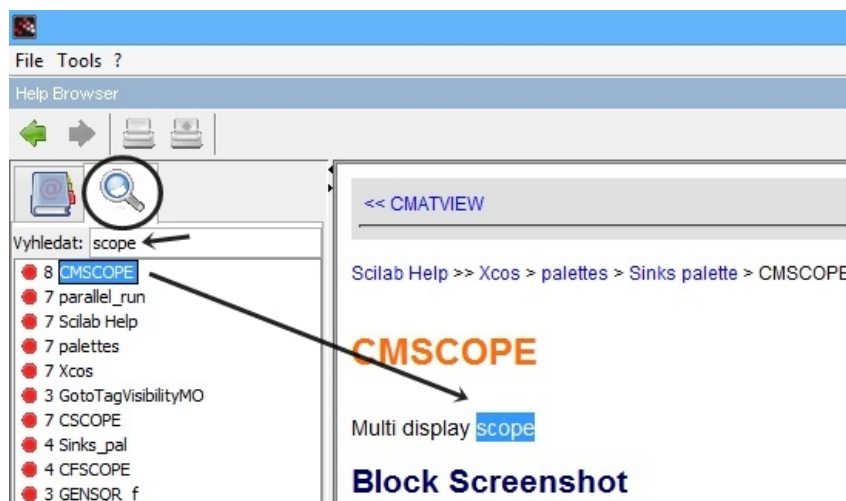 File Tools ?
Help Browser
Vyhledat: scope
8 CMSCOPE
7 parallel_run
7 Scilab Help
7 palettes
7 Xcos
3 GotoTagVisibilityMO
7 CSCOPE
4 Sinks_pal
4 CFSCOPE
3 GENSOR_f
<< CMATVIEW
Scilab Help >> Xcos > palettes > Sinks palette > CMSCOPE
CMSCOPE
Multi display scope
Block Screenshot